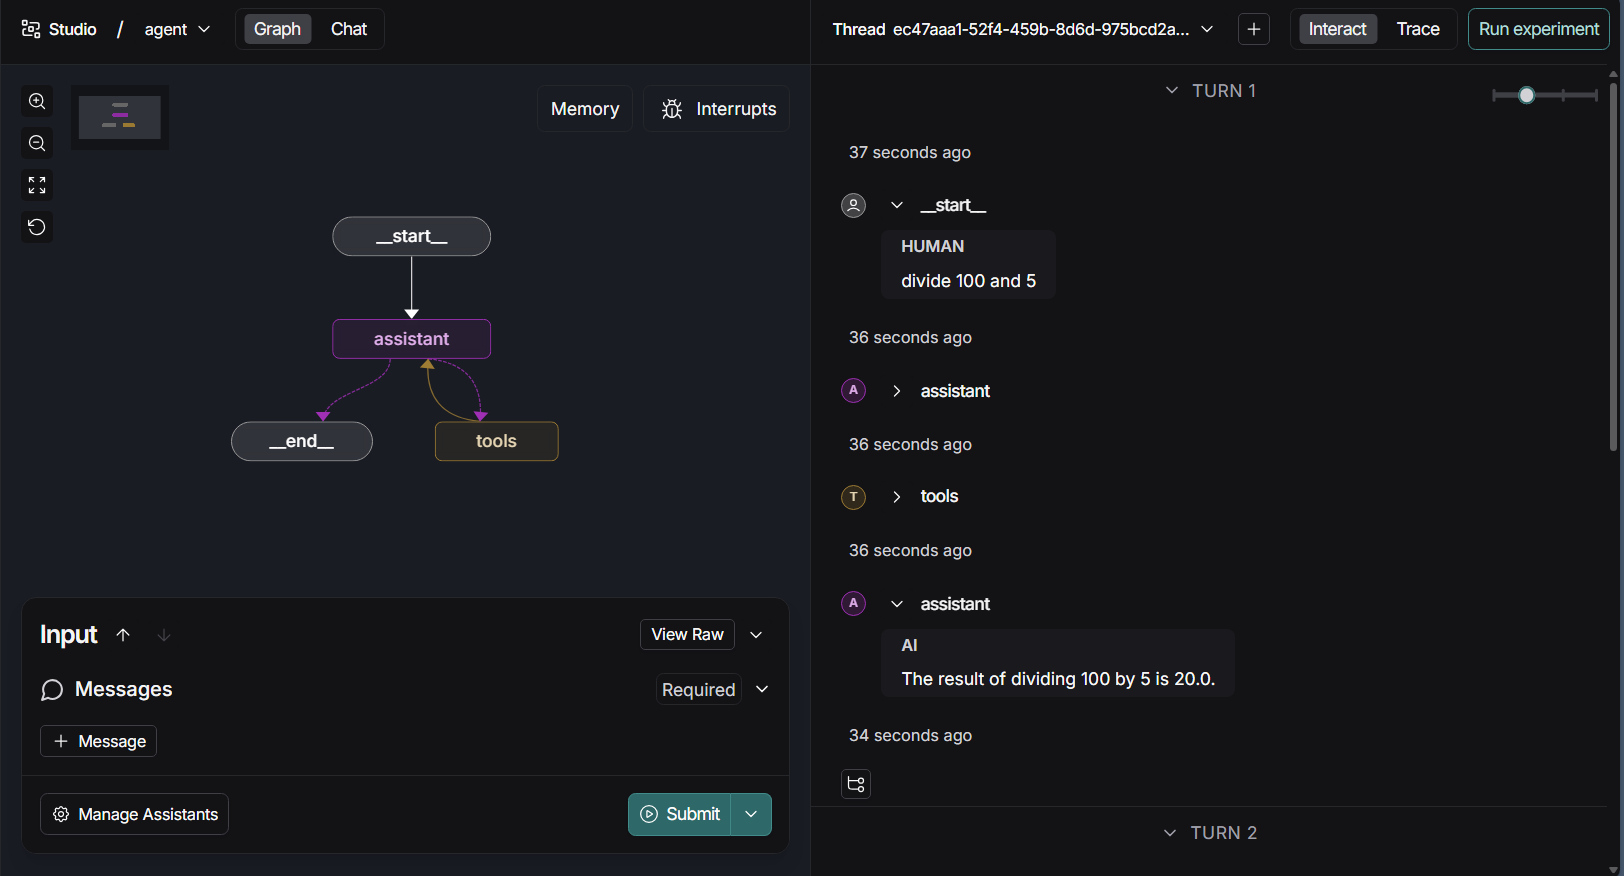 Studio / agent
Graph Chat
Thread ec47aaa1-52f4-459b-8d6d-975bcd2a...
Interact Trace
Run experiment
Memory
Interrupts
__start__
assistant
__end__
tools
Input
View Raw
Messages
Required
Message
Manage Assistants
Submit
TURN 1
37 seconds ago
__start__
HUMAN
divide 100 and 5
36 seconds ago
A assistant
36 seconds ago
T tools
36 seconds ago
A assistant
AI
The result of dividing 100 by 5 is 20.0.
34 seconds ago
TURN 2